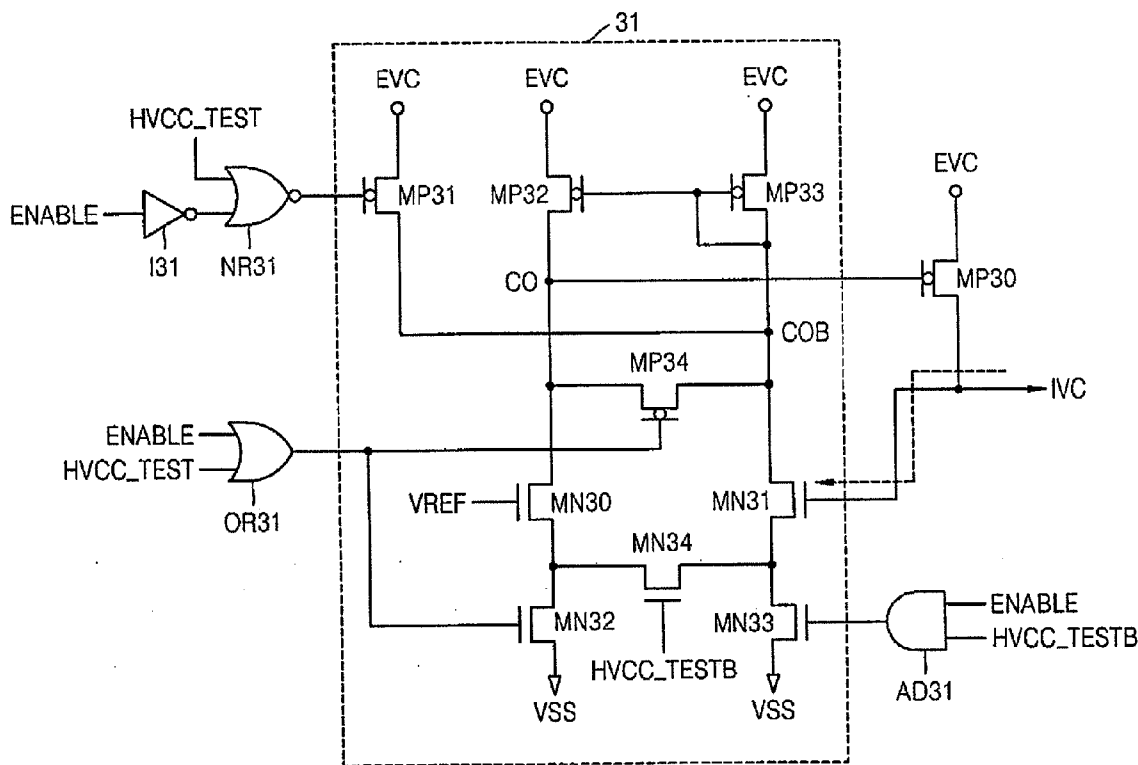 31
EVC
EVC
EVC
HVCC_TEST
EVC
MP31
MP32
MP33
ENABLE
I31
NR31
MP30
CO
COB
MP34
IVC
ENABLE
HVCC_TEST
VREF
MN30
MN31
OR31
MN34
ENABLE
MN32
MN33
HVCC_TESTB
HVCC_TESTB
AD31
VSS
VSS